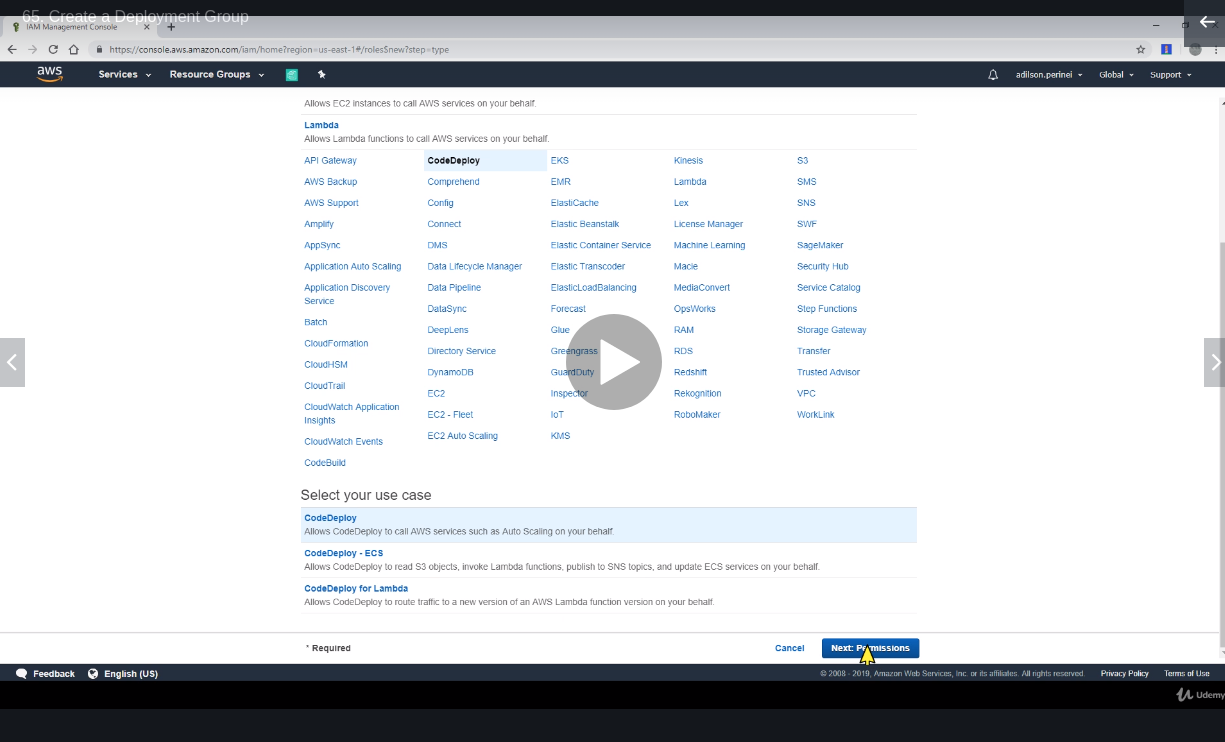 65. Create a Deployment Group
IAM Management Console
https://console.aws.amazon.com/iam/home?region=us-east-1#/roles$new?step=type
aws Services Resource Groups adilson.perinei Global Support
Allows EC2 instances to call AWS services on your behalf.
Lambda
Allows Lambda functions to call AWS services on your behalf.
API Gateway CodeDeploy EKS Kinesis S3
AWS Backup Comprehend EMR Lambda SMS
AWS Support Config ElastiCache Lex SNS
Amplify Connect Elastic Beanstalk License Manager SWF
AppSync DMS Elastic Container Service Machine Learning SageMaker
Application Auto Scaling Data Lifecycle Manager Elastic Transcoder Macie Security Hub
Application Discovery Data Pipeline ElasticLoadBalancing MediaConvert Service Catalog
Service
DataSync Forecast OpsWorks Step Functions
Batch DeepLens Glue RAM Storage Gateway
CloudFormation Directory Service Greengrass RDS Transfer
CloudHSM DynamoDB GuardDuty Redshift Trusted Advisor
CloudTrail EC2 Inspector Rekognition VPC
CloudWatch Application EC2 - Fleet IoT RoboMaker WorkLink
Insights
CloudWatch Events EC2 Auto Scaling KMS
CodeBuild
Select your use case
CodeDeploy
Allows CodeDeploy to call AWS services such as Auto Scaling on your behalf.
CodeDeploy - ECS
Allows CodeDeploy to read S3 objects, invoke Lambda functions, publish to SNS topics, and update ECS services on your behalf.
CodeDeploy for Lambda
Allows CodeDeploy to route traffic to a new version of an AWS Lambda function version on your behalf.
* Required Cancel Next: Permissions
Feedback English (US) © 2008 - 2019, Amazon Web Services, Inc. or its affiliates. All rights reserved. Privacy Policy Terms of Use
Udemy